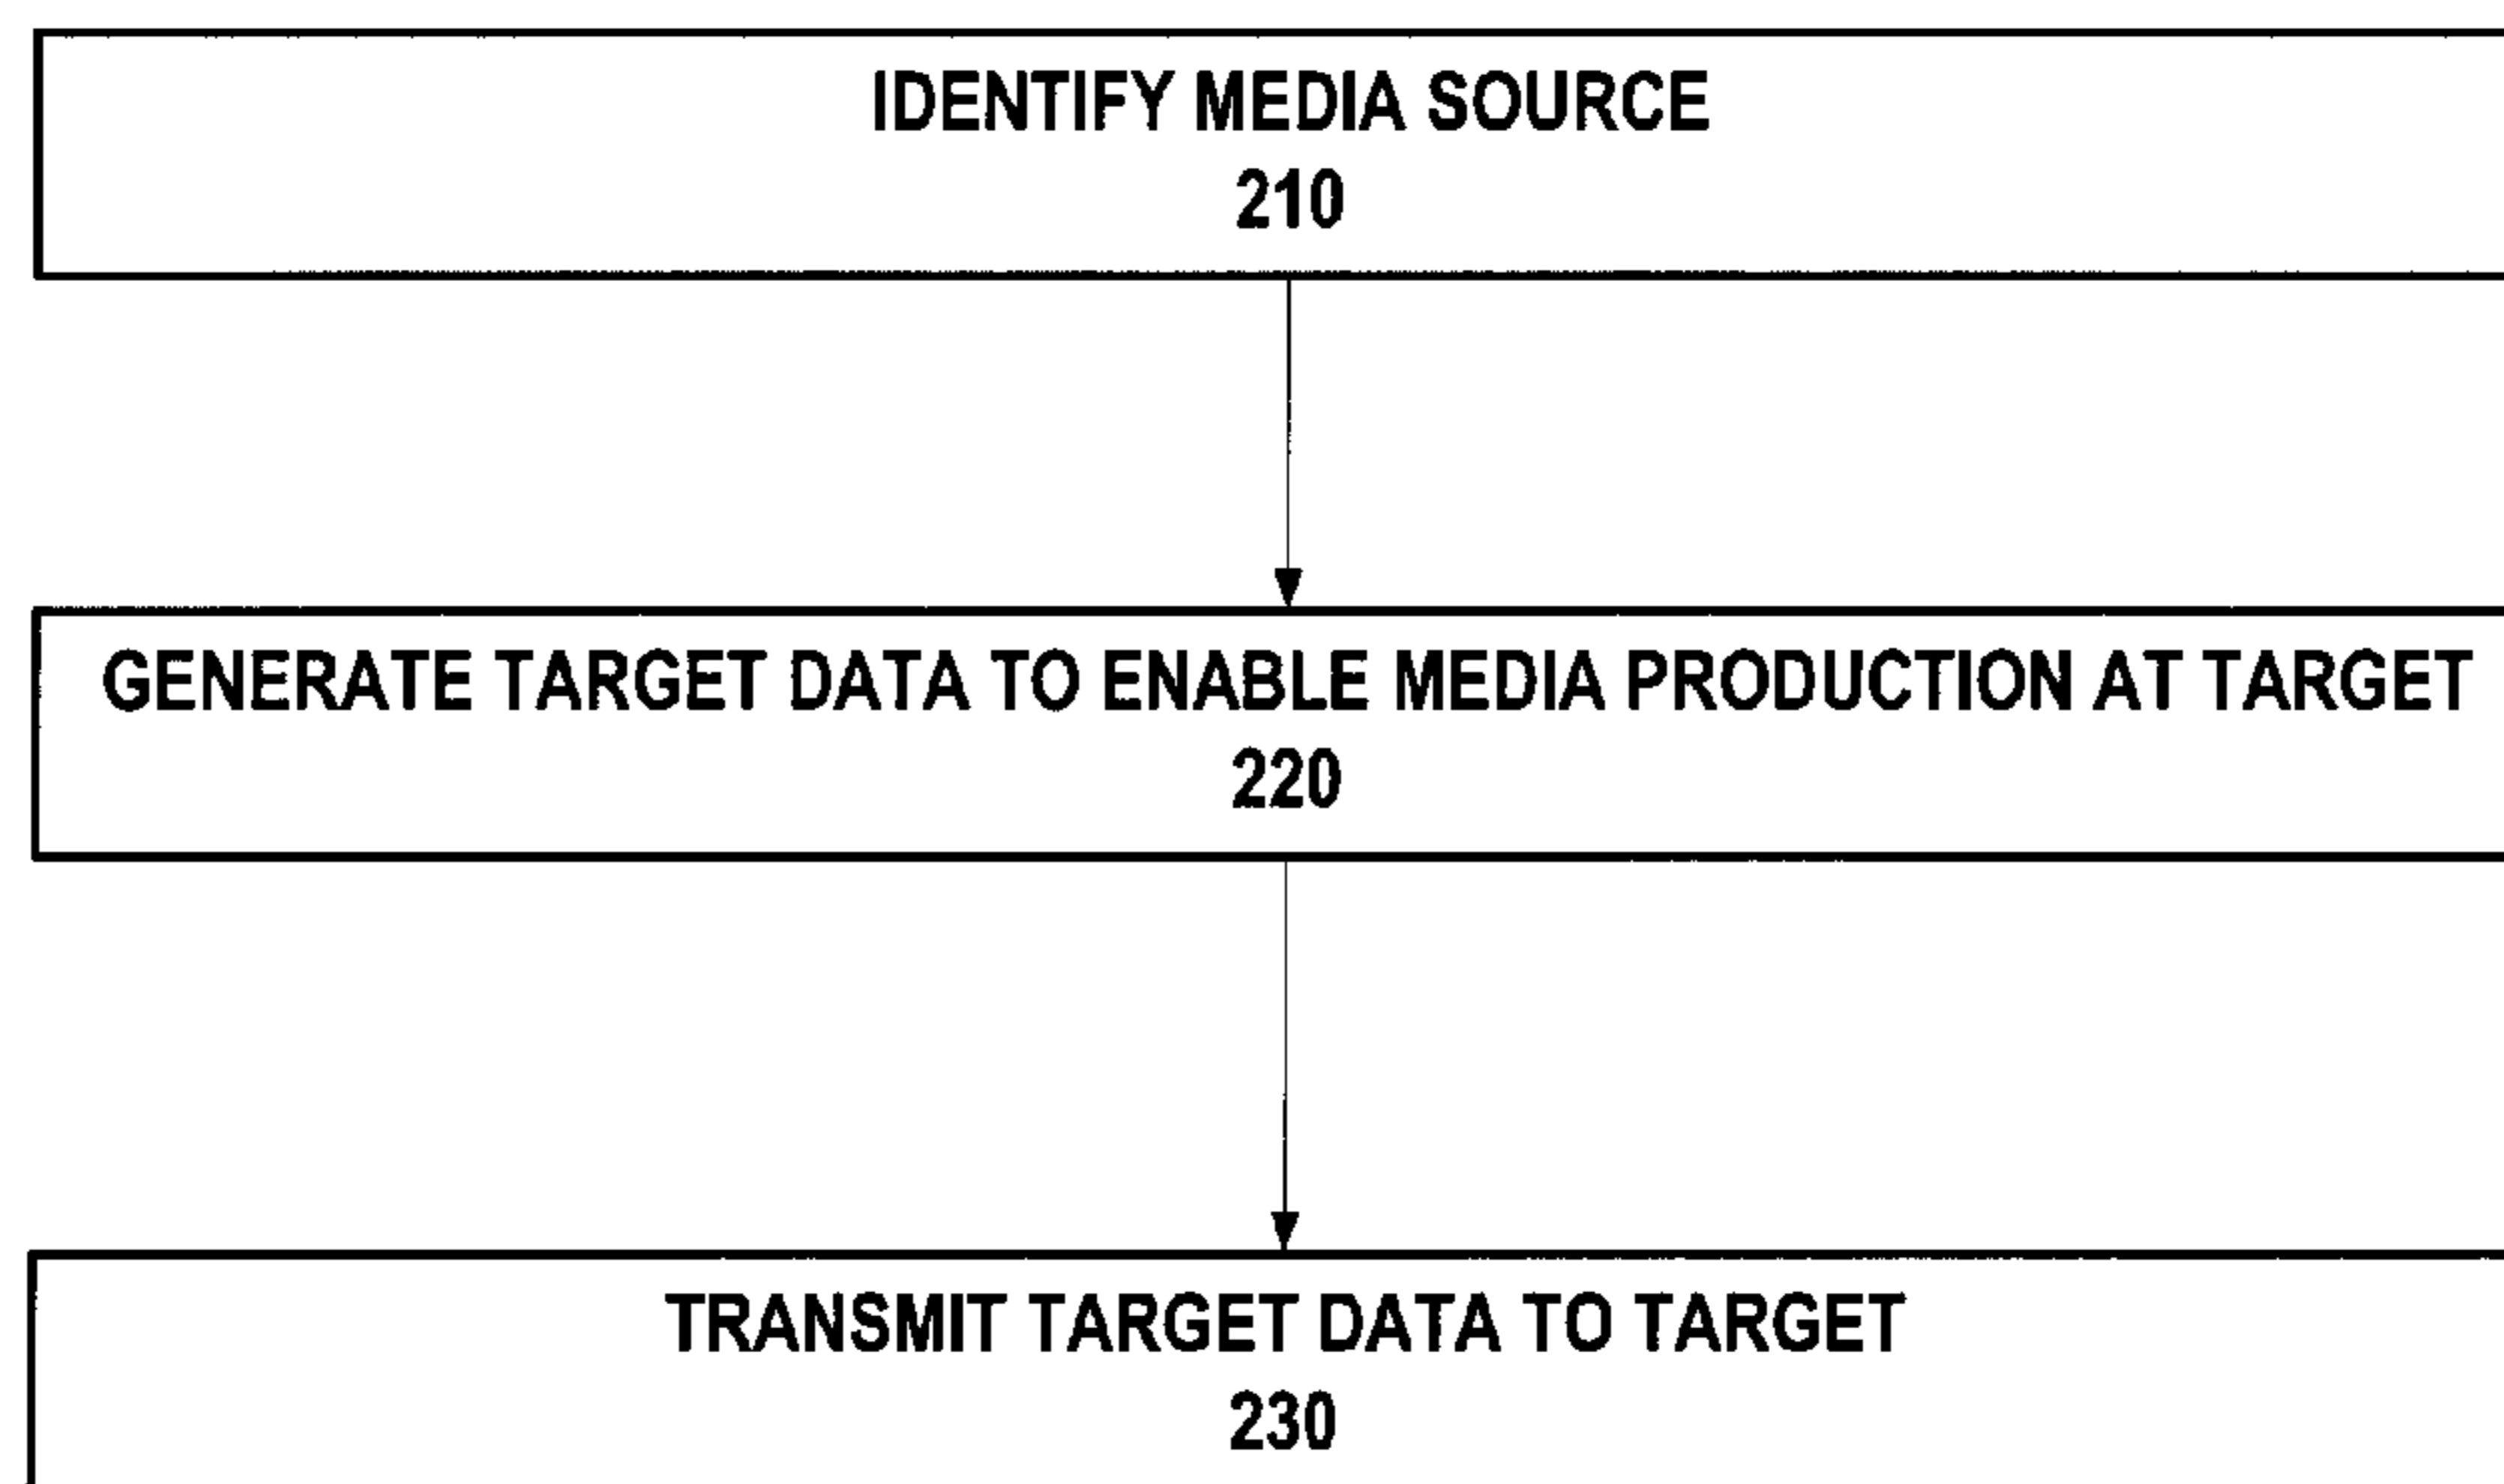 IDENTIFY MEDIA SOURCE
210
GENERATE TARGET DATA TO ENABLE MEDIA PRODUCTION AT TARGET
220
TRANSMIT TARGET DATA TO TARGET
230